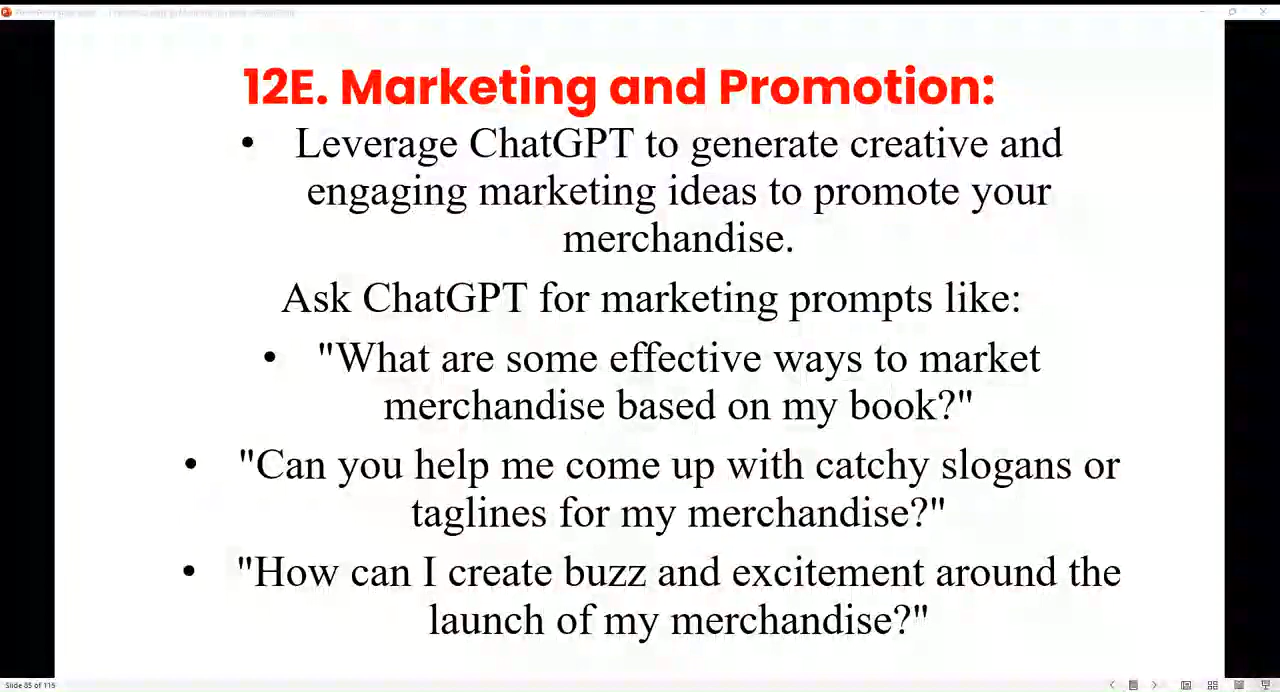 12E. Marketing and Promotion:
• Leverage ChatGPT to generate creative and
engaging marketing ideas to promote your
merchandise.
Ask ChatGPT for marketing prompts like:
• "What are some effective ways to market
merchandise based on my book?"
• "Can you help me come up with catchy slogans or
taglines for my merchandise?"
• "How can I create buzz and excitement around the
launch of my merchandise?"
Slide 85 of 115